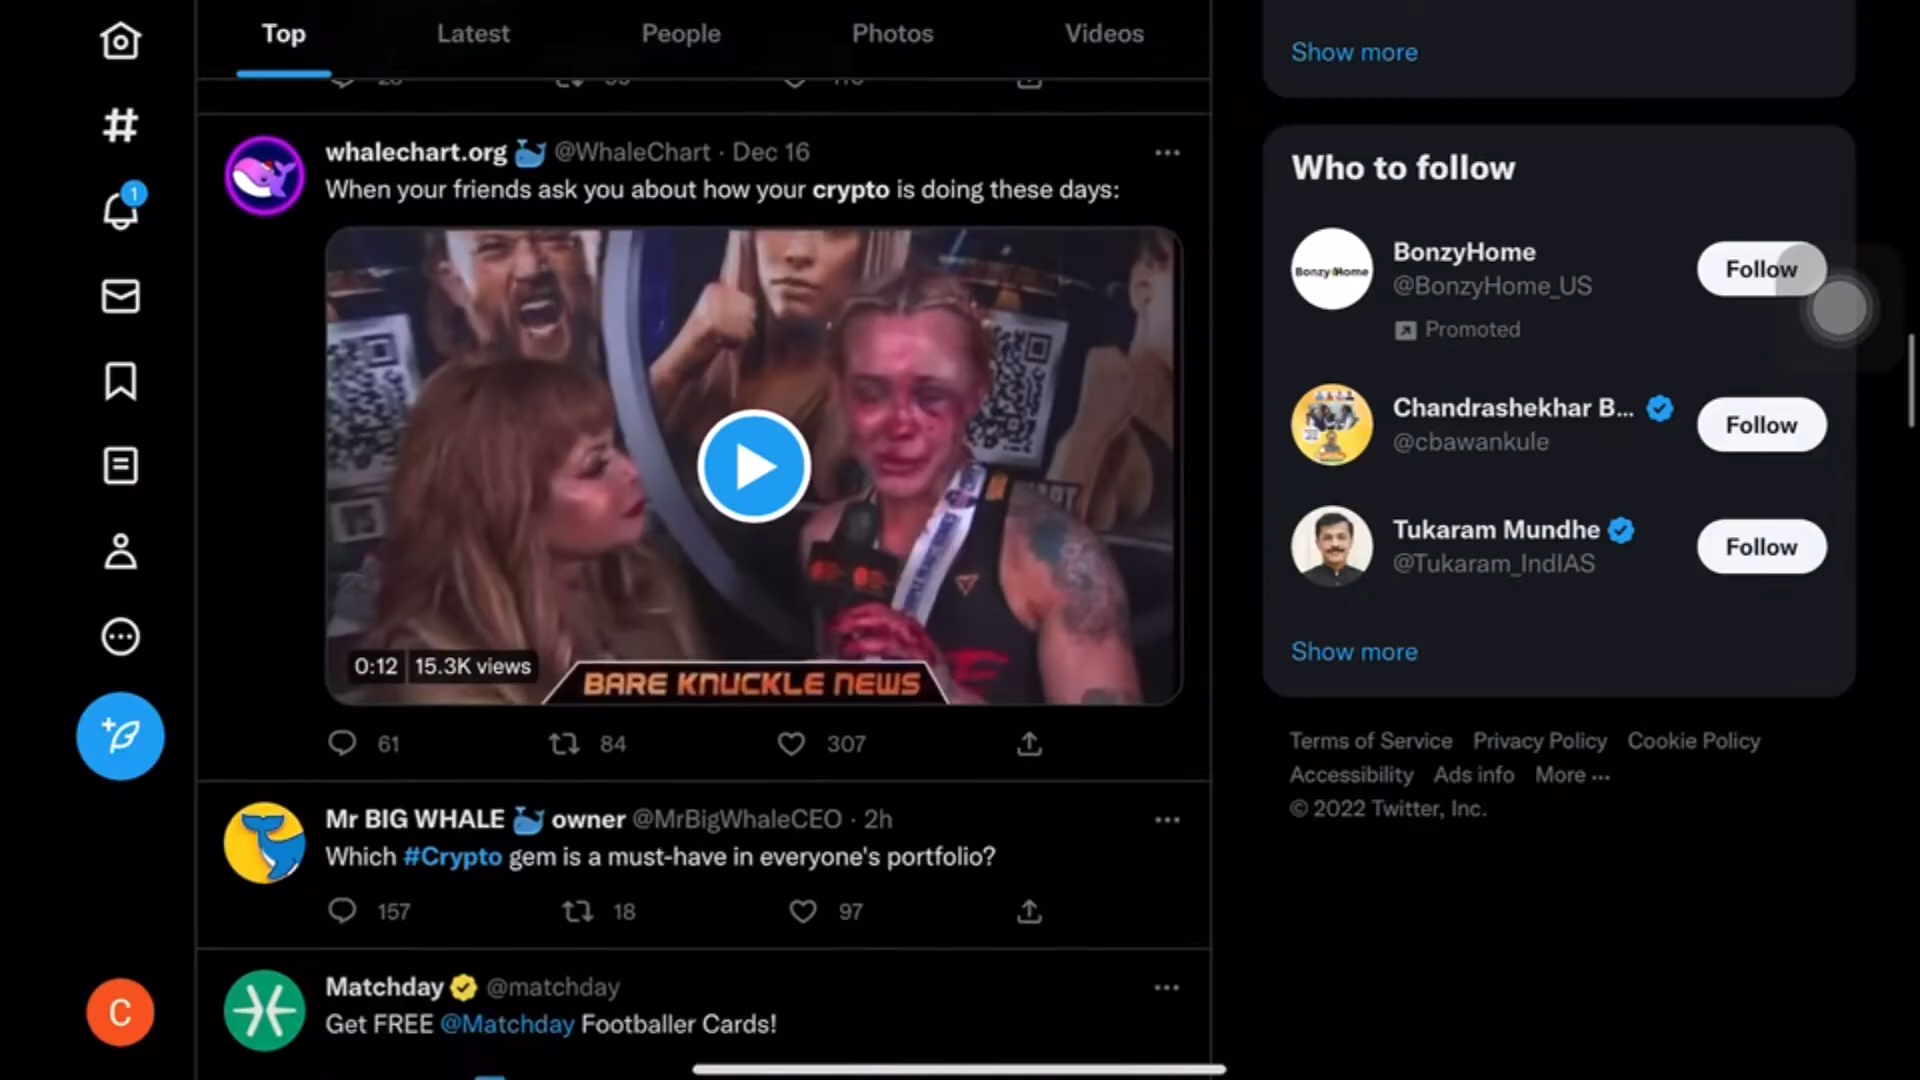 Top Latest People Photos Videos
whalechart.org 🐳 @WhaleChart · Dec 16
When your friends ask you about how your crypto is doing these days:
0:12 15.3K views
BARE KNUCKLE NEWS
61 84 307
Mr BIG WHALE 🐳 owner @MrBigWhaleCEO · 2h
Which #Crypto gem is a must-have in everyone's portfolio?
157 18 97
Matchday @matchday
Get FREE @Matchday Footballer Cards!
1
C
Show more
Who to follow
BonzyHome
BonzyHome
@BonzyHome_US
Promoted
Follow
Chandrashekhar B...
@cbawankule
Follow
Tukaram Mundhe
@Tukaram_IndIAS
Follow
Show more
Terms of Service Privacy Policy Cookie Policy
Accessibility Ads info More ...
© 2022 Twitter, Inc.